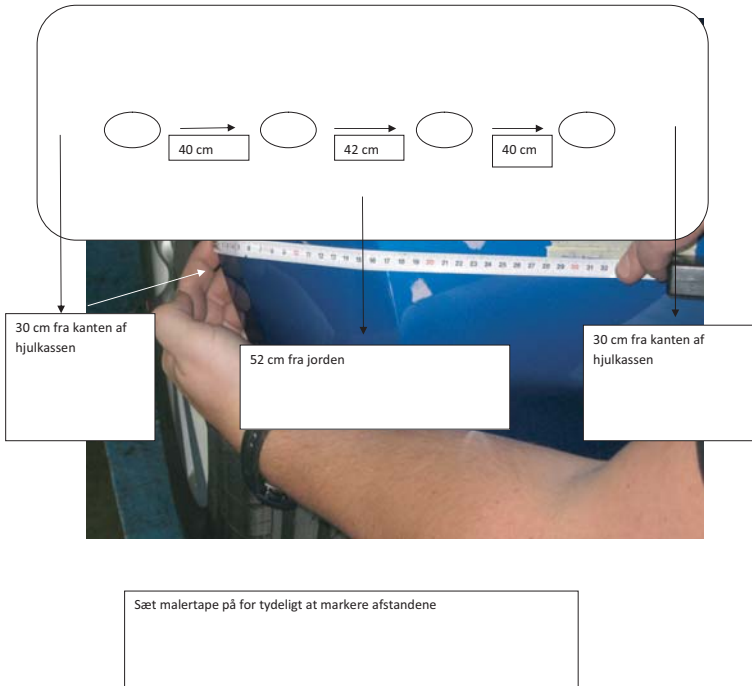 40 cm
42 cm
40 cm
30 cm fra kanten af
hjulkassen
52 cm fra jorden
30 cm fra kanten af
hjulkassen
Sæt malertape på for tydeligt at markere afstandene